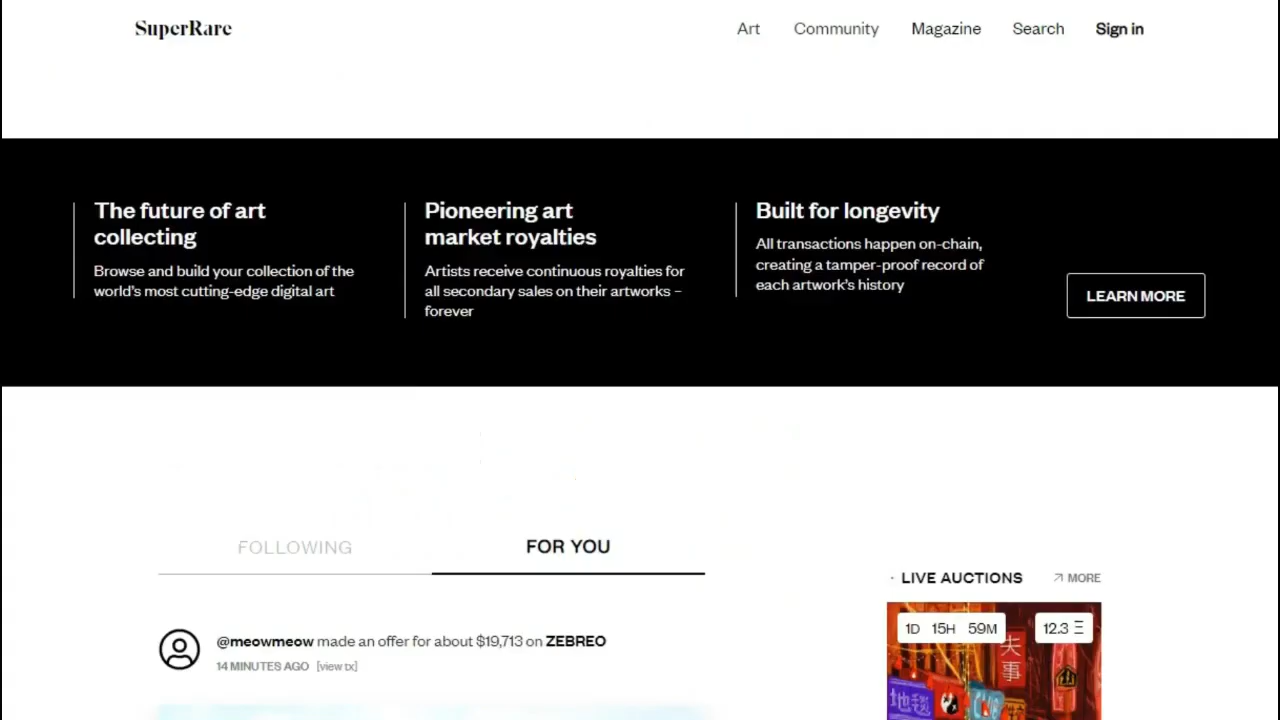 SuperRare
Art Community Magazine Search Sign in
The future of art
collecting
Browse and build your collection of the
world's most cutting-edge digital art
Pioneering art
market royalties
Artists receive continuous royalties for
all secondary sales on their artworks –
forever
Built for longevity
All transactions happen on-chain,
creating a tamper-proof record of
each artwork's history
LEARN MORE
FOLLOWING
FOR YOU
@meowmeow made an offer for about $19,713 on ZEBREO
14 MINUTES AGO [view tx]
· LIVE AUCTIONS
MORE
1D 15H 59M
12.3 Ξ
失
事